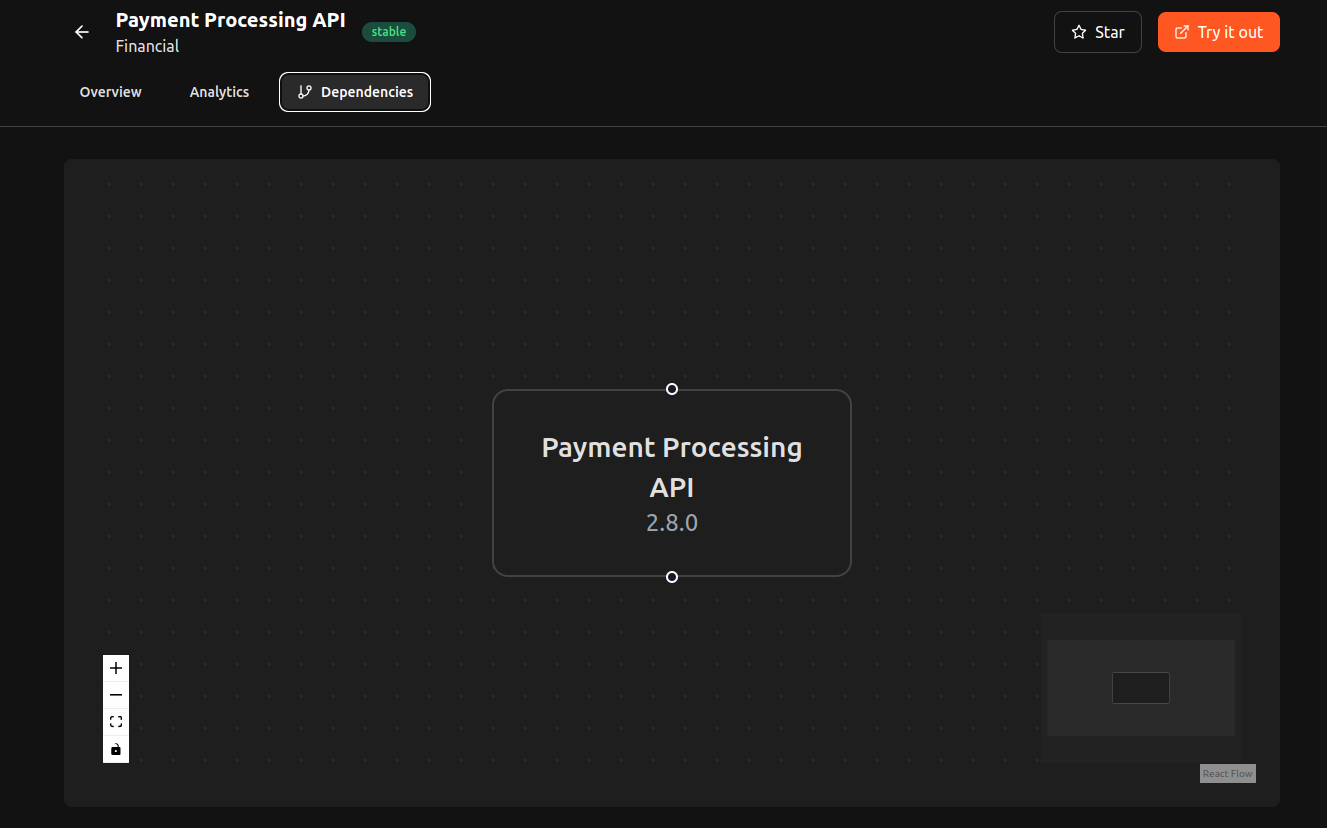 Payment Processing API
stable
Financial
Star
Try it out
Overview
Analytics
Dependencies
Payment Processing
API
2.8.0
React Flow